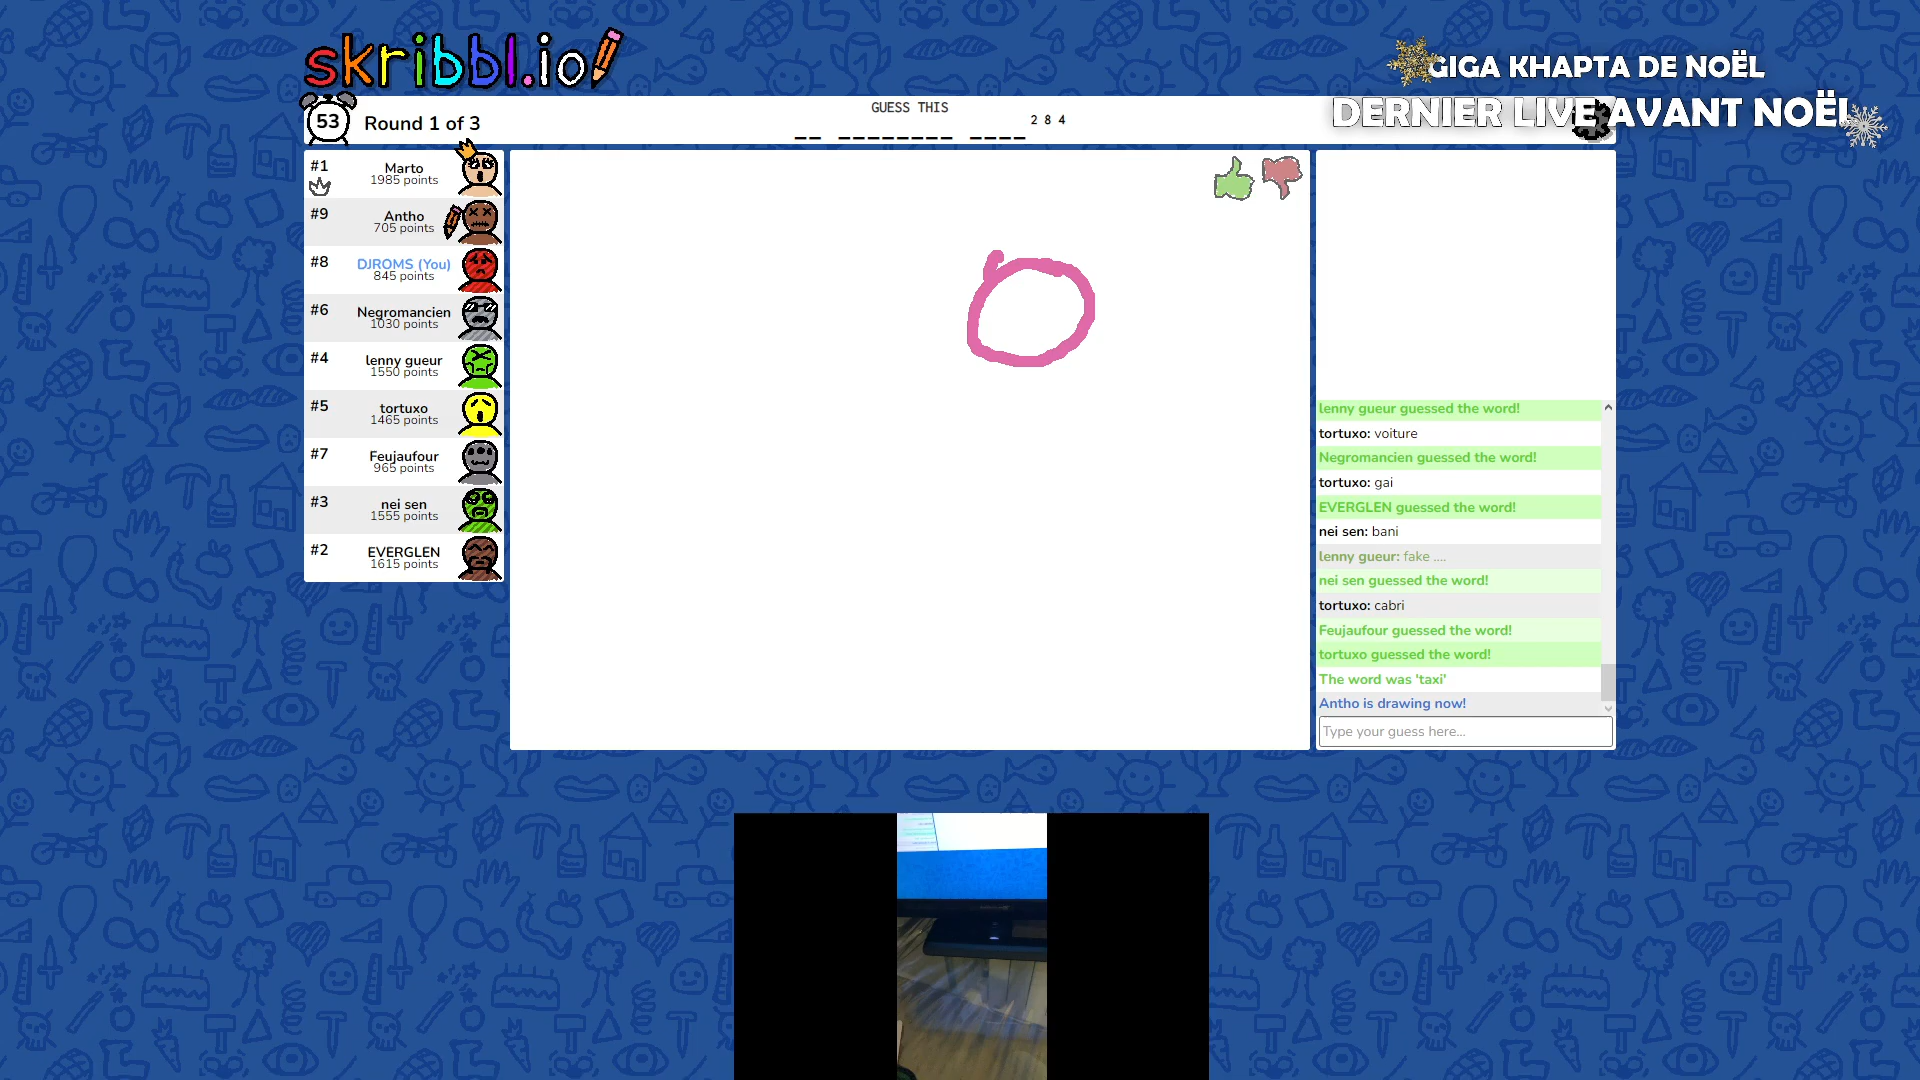 skribbl.io
GIGA KHAPTA DE NOËL
DERNIER LIVE AVANT NOËL
53
Round 1 of 3
GUESS THIS
__ ________ ____ 2 8 4
#1
Marto
1985 points
#9
Antho
705 points
#8
DJROMS (You)
845 points
#6
Negromancien
1030 points
#4
lenny gueur
1550 points
#5
tortuxo
1465 points
#7
Feujaufour
965 points
#3
nei sen
1555 points
#2
EVERGLEN
1615 points
lenny gueur guessed the word!
tortuxo: voiture
Negromancien guessed the word!
tortuxo: gai
EVERGLEN guessed the word!
nei sen: bani
lenny gueur: fake ....
nei sen guessed the word!
tortuxo: cabri
Feujaufour guessed the word!
tortuxo guessed the word!
The word was 'taxi'
Antho is drawing now!
Type your guess here...